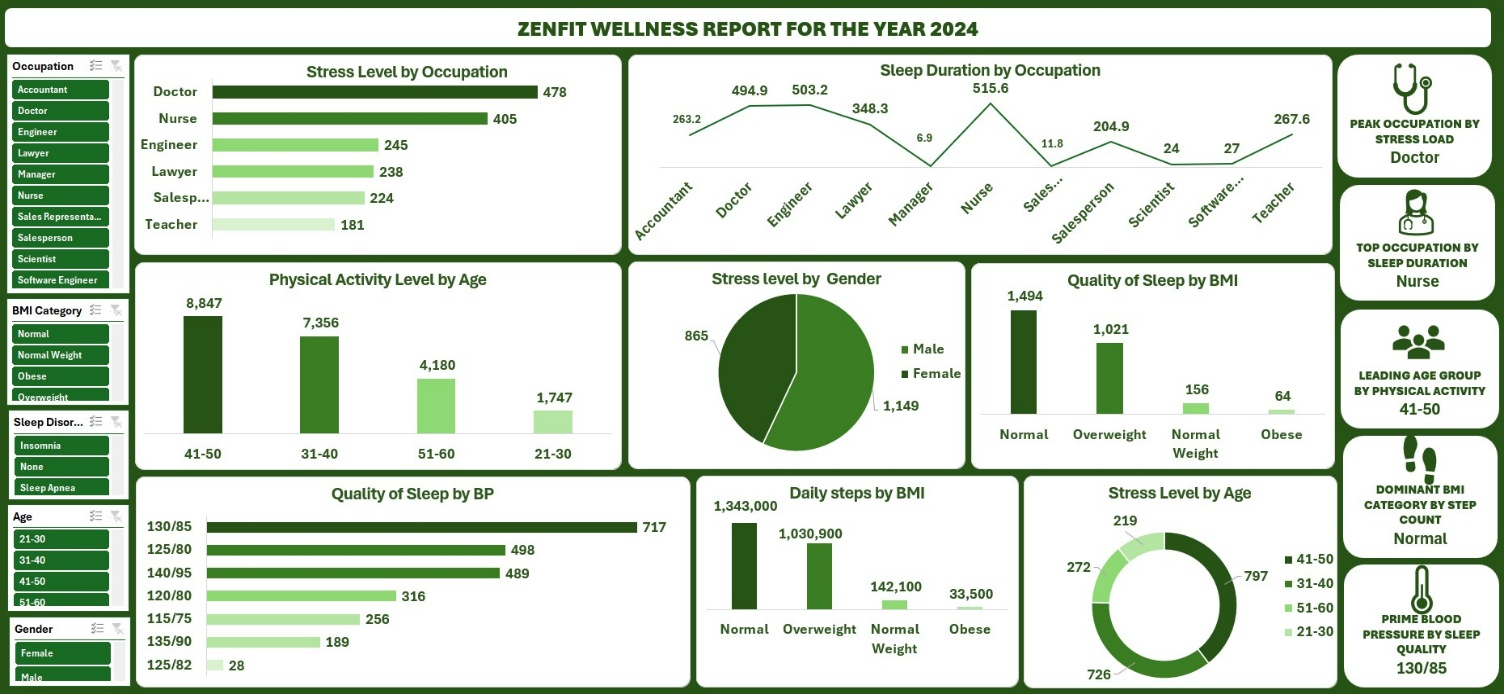 ZENFIT WELLNESS REPORT FOR THE YEAR 2024
Occupation
Accountant
Doctor
Engineer
Lawyer
Manager
Nurse
Sales Representa...
Salesperson
Scientist
Software Engineer
BMI Category
Normal
Normal Weight
Obese
Overweight
Sleep Disor...
Insomnia
None
Sleep Apnea
Age
21-30
31-40
41-50
51-60
Gender
Female
Male
Stress Level by Occupation
Doctor 478
Nurse 405
Engineer 245
Lawyer 238
Salesp... 224
Teacher 181
Sleep Duration by Occupation
263.2 494.9 503.2 348.3 6.9 515.6 11.8 204.9 24 27 267.6
Accountant Doctor Engineer Lawyer Manager Nurse Sales... Salesperson Scientist Software... Teacher
Physical Activity Level by Age
8,847 7,356 4,180 1,747
41-50 31-40 51-60 21-30
Stress level by Gender
865
1,149
Male
Female
Quality of Sleep by BMI
1,494 1,021 156 64
Normal Overweight Normal Obese
Weight
Quality of Sleep by BP
130/85 717
125/80 498
140/95 489
120/80 316
115/75 256
135/90 189
125/82 28
Daily steps by BMI
1,343,000 1,030,900 142,100 33,500
Normal Overweight Normal Obese
Weight
Stress Level by Age
219
272
797
726
41-50
31-40
51-60
21-30
PEAK OCCUPATION BY
STRESS LOAD
Doctor
TOP OCCUPATION BY
SLEEP DURATION
Nurse
LEADING AGE GROUP
BY PHYSICAL ACTIVITY
41-50
DOMINANT BMI
CATEGORY BY STEP
COUNT
Normal
PRIME BLOOD
PRESSURE BY SLEEP
QUALITY
130/85